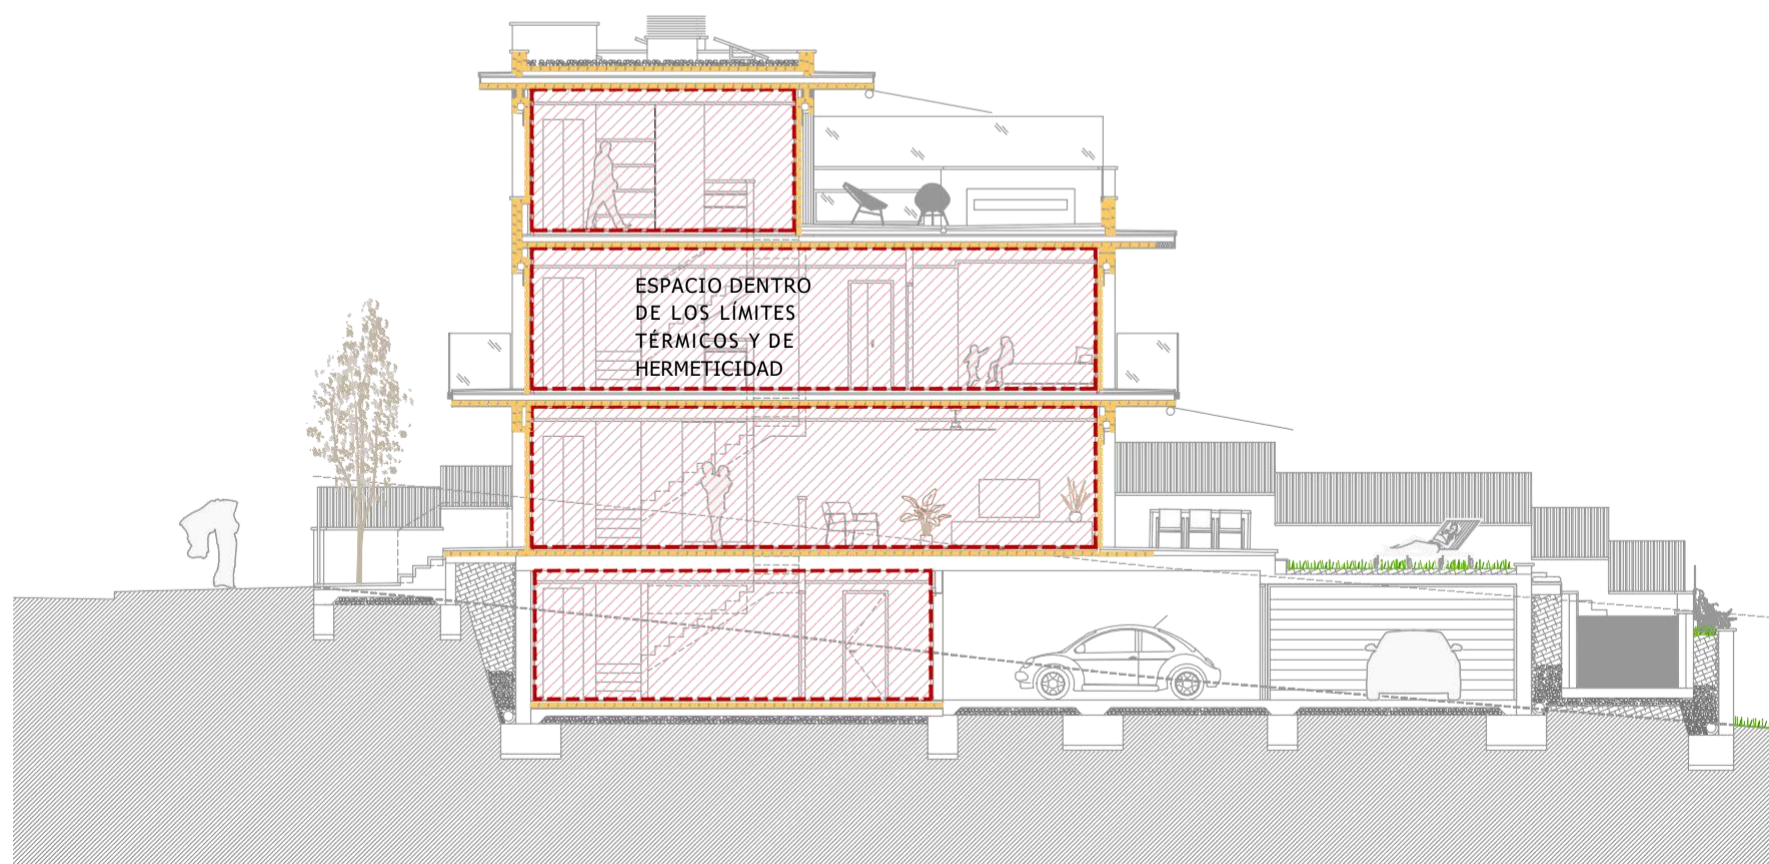 ESPACIO DENTRO
DE LOS LÍMITES
TÉRMICOS Y DE
HERMETICIDAD